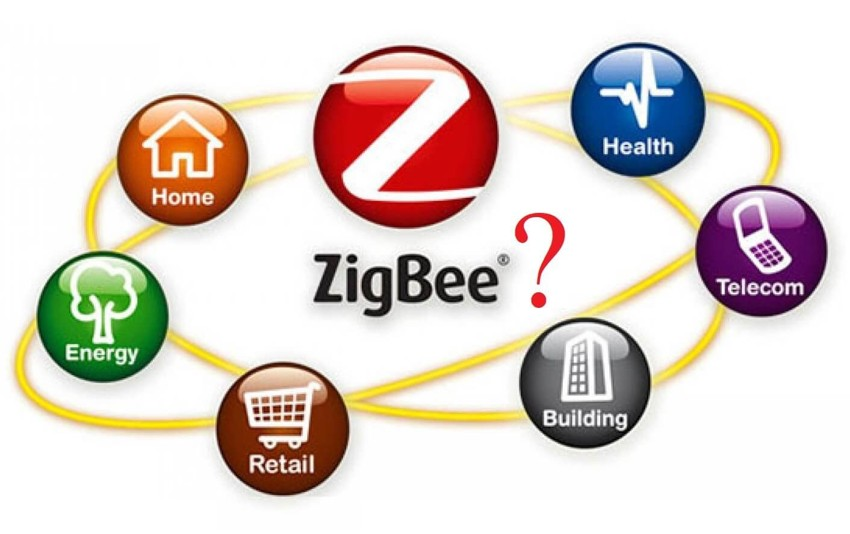 Home
Health
ZigBee® ?
Telecom
Energy
Building
Retail